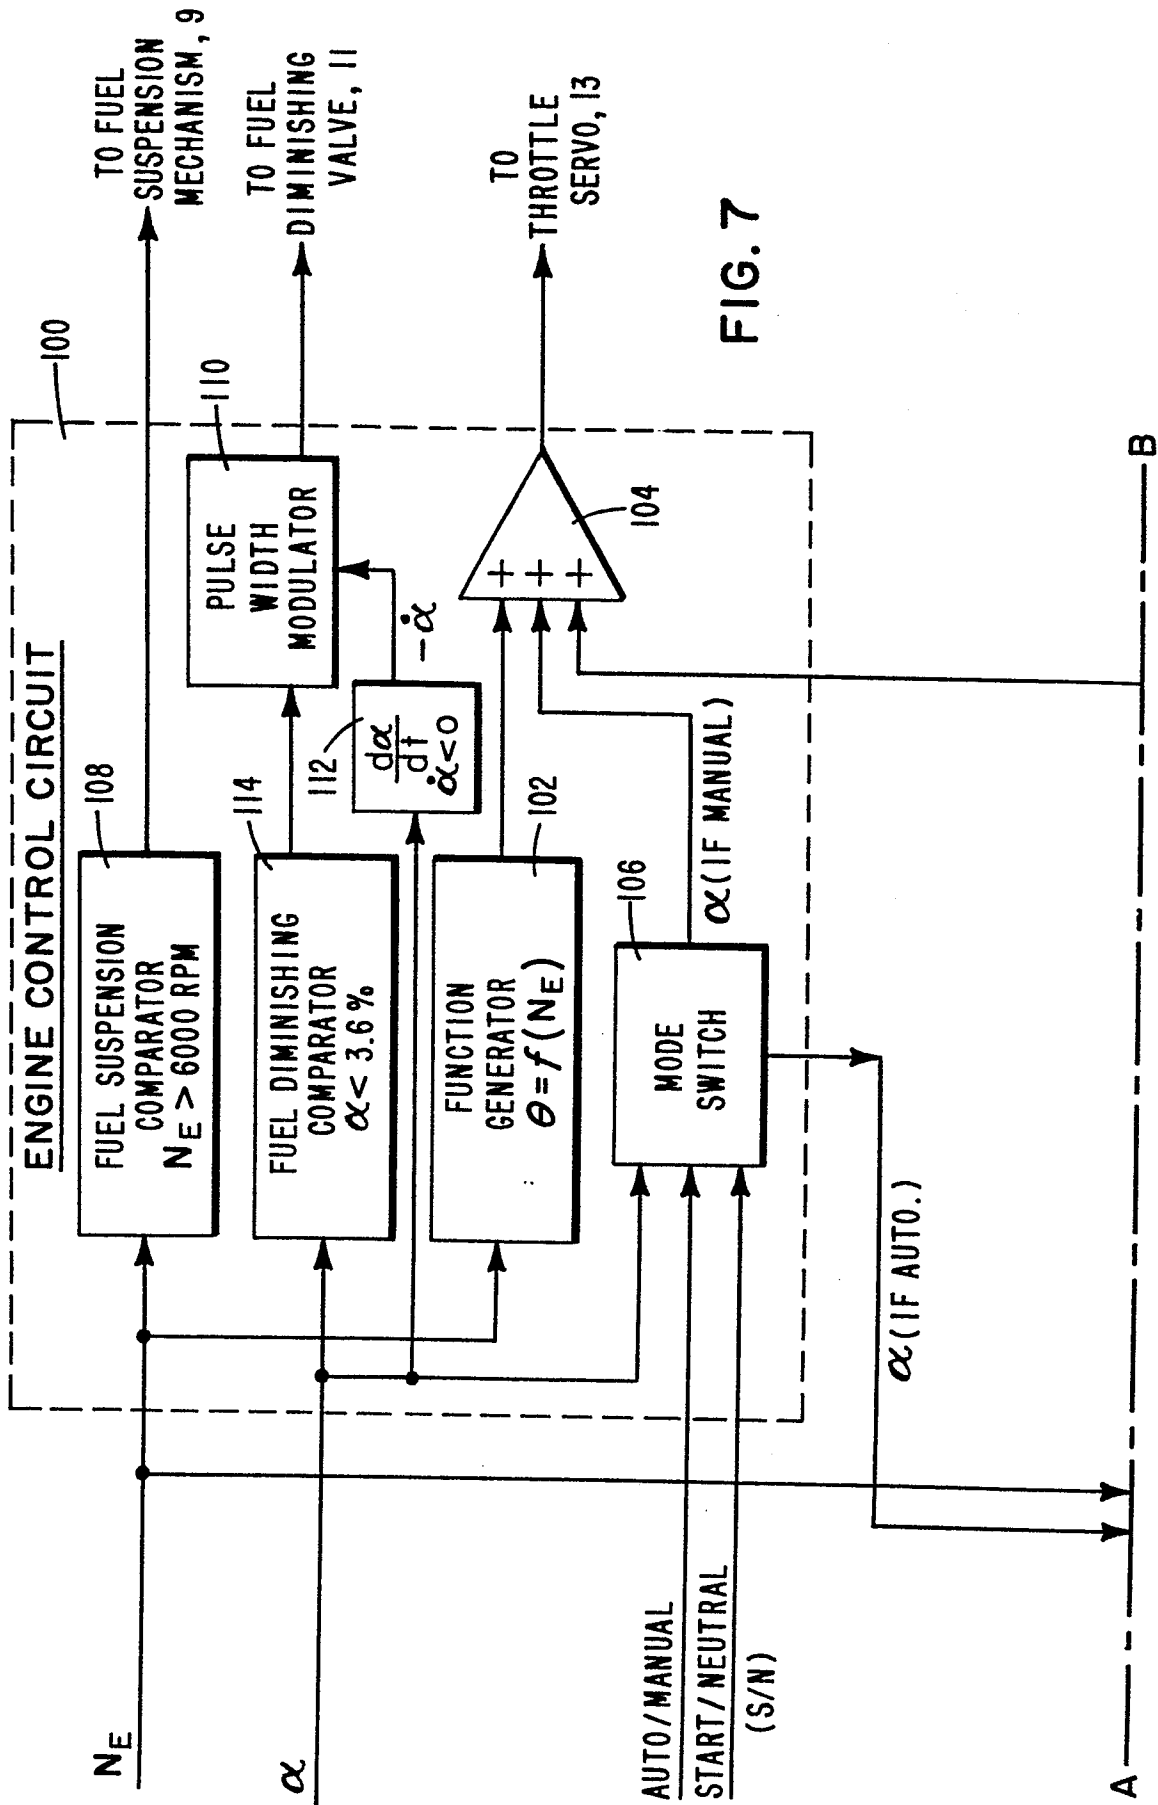 ENGINE CONTROL CIRCUIT
100
FUEL SUSPENSION
COMPARATOR
N_E > 6000 RPM
108
TO FUEL
SUSPENSION
MECHANISM, 9
FUEL DIMINISHING
COMPARATOR
α < 3.6 %
114
PULSE
WIDTH
MODULATOR
110
TO FUEL
DIMINISHING
VALVE, 11
112
dα
dt
α̇<0
-α̇
FUNCTION
GENERATOR
θ=f(N_E)
102
+
+
+
104
TO
THROTTLE
SERVO, 13
MODE
SWITCH
106
α(IF MANUAL)
α(IF AUTO.)
N_E
α
AUTO/MANUAL
START/NEUTRAL
(S/N)
A
B
FIG. 7